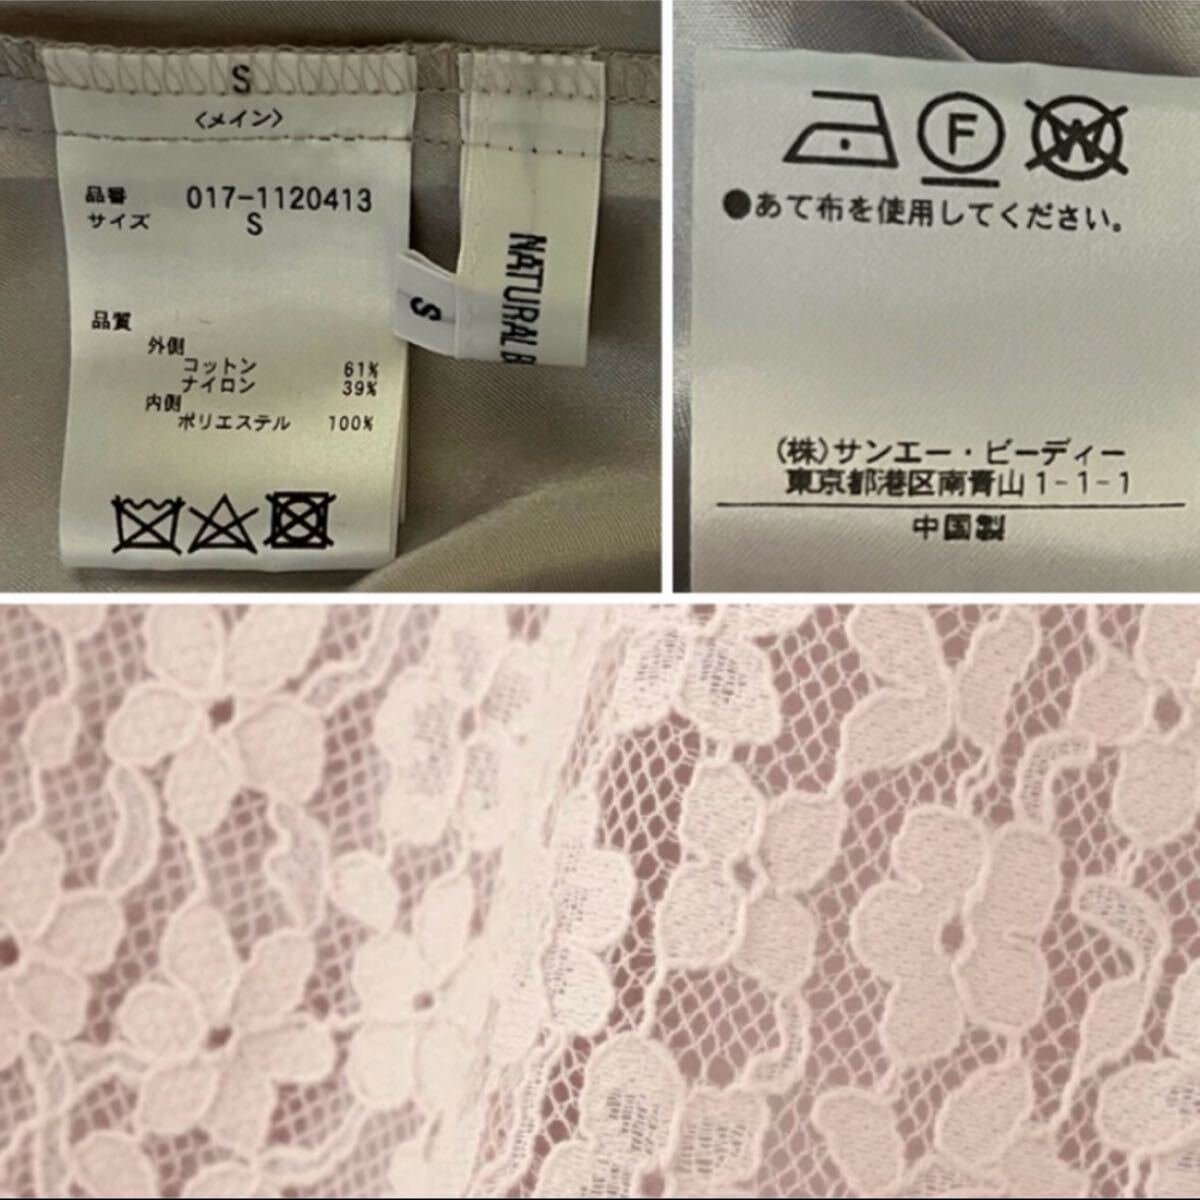 S
〈メイン〉
品番 017-1120413
サイズ S
品質
外側
コットン 61%
ナイロン 39%
内側
ポリエステル 100%
S
NATURAL B
F
W
●あて布を使用してください。
(株)サンエー・ビーディー
東京都港区南青山1-1-1
中国製